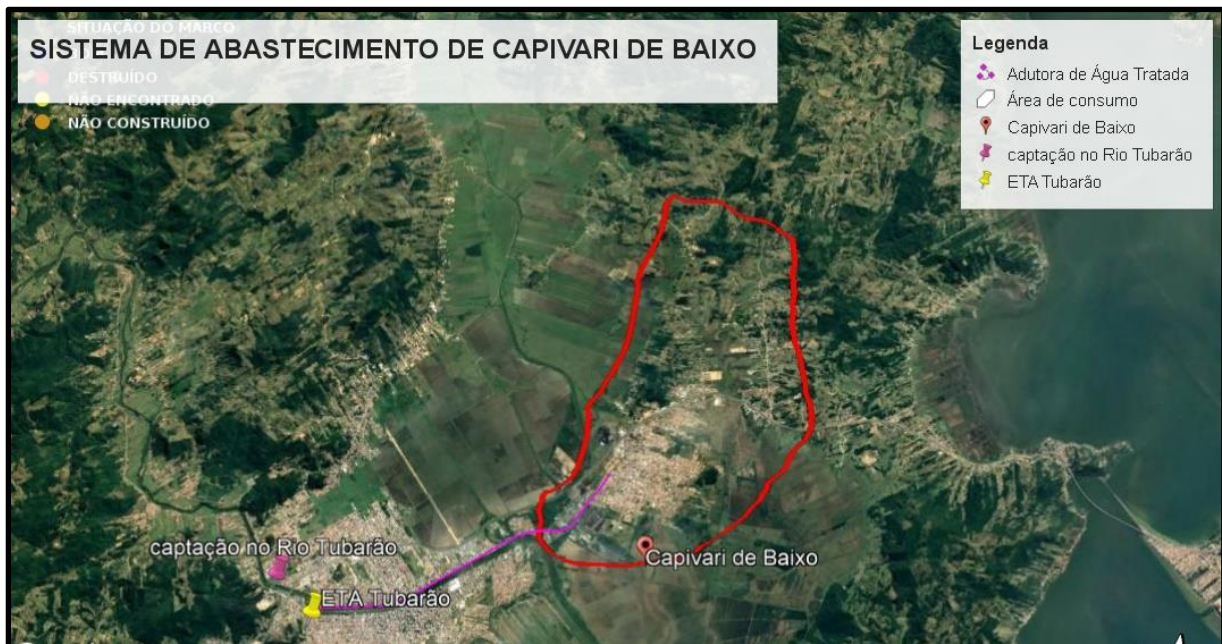 SITUAÇÃO DO MARCO
SISTEMA DE ABASTECIMENTO DE CAPIVARI DE BAIXO
DESTRUÍDO
NÃO ENCONTRADO
NÃO CONSTRUÍDO
Legenda
Adutora de Água Tratada
Área de consumo
Capivari de Baixo
captação no Rio Tubarão
ETA Tubarão
captação no Rio Tubarão
ETA Tubarão
Capivari de Baixo